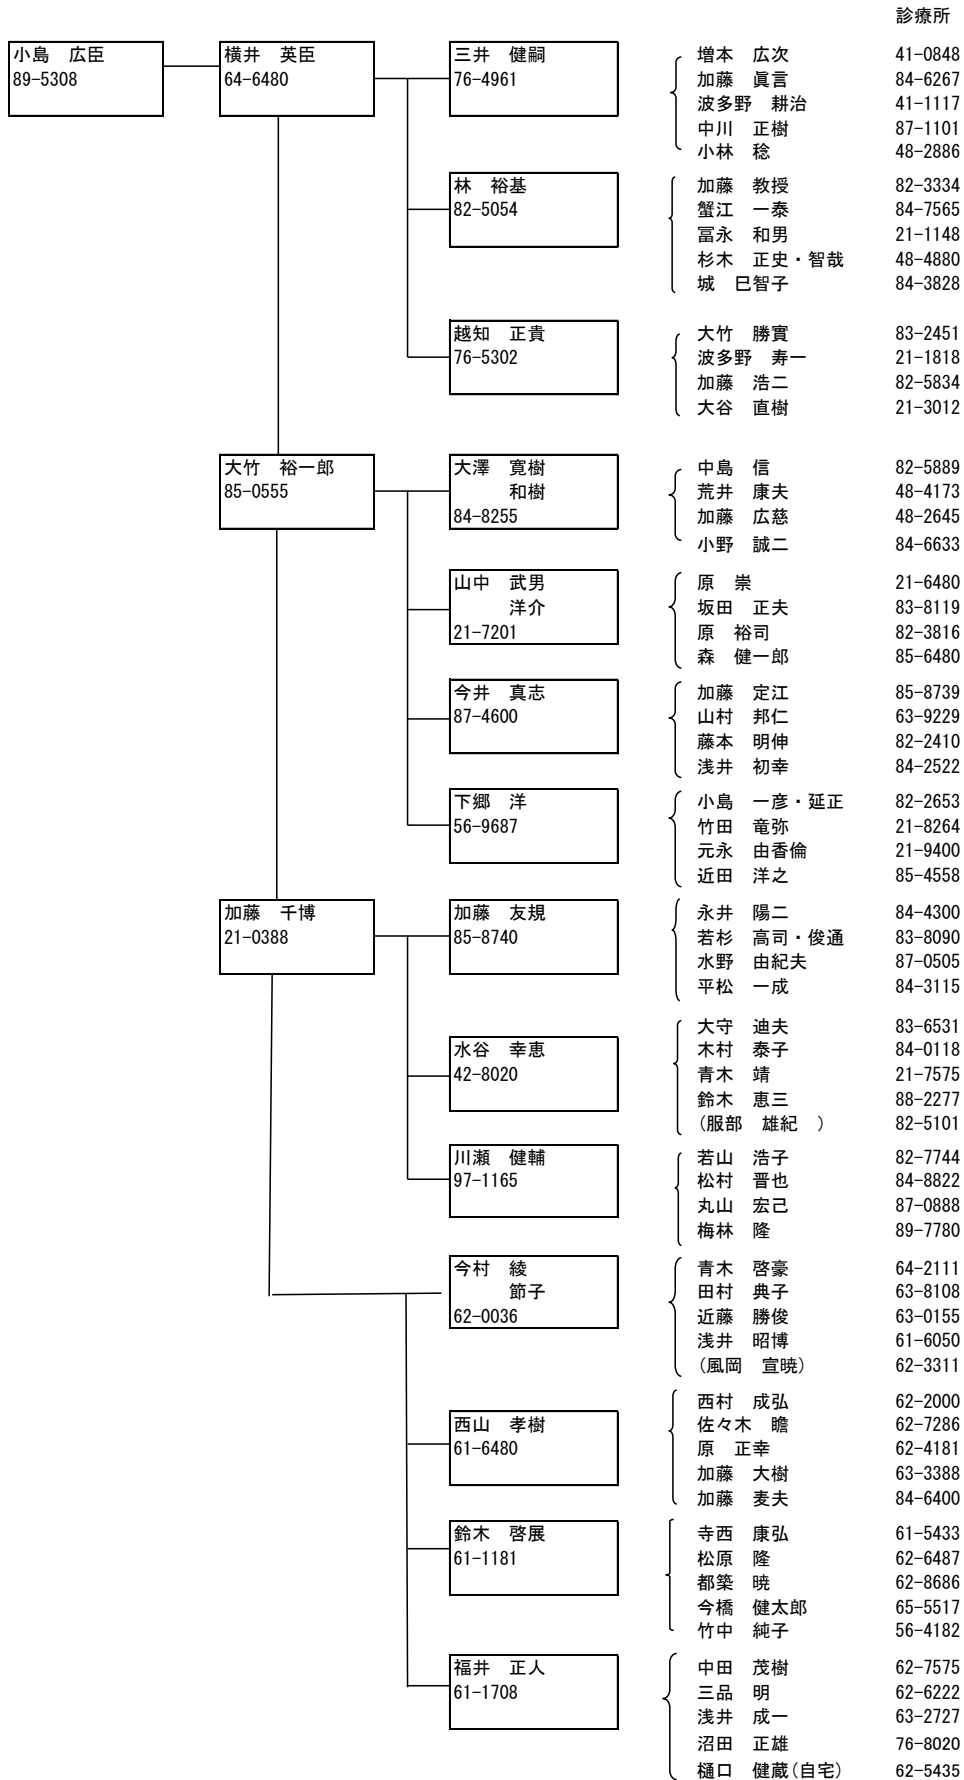 診療所
小島　広臣
89-5308
横井　英臣
64-6480
三井　健嗣
76-4961
増本　広次　41-0848
加藤　眞言　84-6267
波多野　耕治　41-1117
中川　正樹　87-1101
小林　稔　48-2886
林　裕基
82-5054
加藤　教授　82-3334
蟹江　一泰　84-7565
冨永　和男　21-1148
杉木　正史・智哉　48-4880
城　巳智子　84-3828
越知　正貴
76-5302
大竹　勝實　83-2451
波多野　寿一　21-1818
加藤　浩二　82-5834
大谷　直樹　21-3012
大竹　裕一郎
85-0555
大澤　寛樹
和樹
84-8255
中島　信　82-5889
荒井　康夫　48-4173
加藤　広慈　48-2645
小野　誠二　84-6633
山中　武男
洋介
21-7201
原　崇　21-6480
坂田　正夫　83-8119
原　裕司　82-3816
森　健一郎　85-6480
今井　真志
87-4600
加藤　定江　85-8739
山村　邦仁　63-9229
藤本　明伸　82-2410
浅井　初幸　84-2522
下郷　洋
56-9687
小島　一彦・延正　82-2653
竹田　竜弥　21-8264
元永　由香倫　21-9400
近田　洋之　85-4558
加藤　千博
21-0388
加藤　友規
85-8740
永井　陽二　84-4300
若杉　高司・俊通　83-8090
水野　由紀夫　87-0505
平松　一成　84-3115
水谷　幸恵
42-8020
大守　迪夫　83-6531
木村　泰子　84-0118
青木　靖　21-7575
鈴木　恵三　88-2277
(服部　雄紀　)　82-5101
川瀬　健輔
97-1165
若山　浩子　82-7744
松村　晋也　84-8822
丸山　宏己　87-0888
梅林　隆　89-7780
今村　綾
節子
62-0036
青木　啓豪　64-2111
田村　典子　63-8108
近藤　勝俊　63-0155
浅井　昭博　61-6050
(風岡　宣暁)　62-3311
西山　孝樹
61-6480
西村　成弘　62-2000
佐々木　瞻　62-7286
原　正幸　62-4181
加藤　大樹　63-3388
加藤　麦夫　84-6400
鈴木　啓展
61-1181
寺西　康弘　61-5433
松原　隆　62-6487
都築　暁　62-8686
今橋　健太郎　65-5517
竹中　純子　56-4182
福井　正人
61-1708
中田　茂樹　62-7575
三品　明　62-6222
浅井　成一　63-2727
沼田　正雄　76-8020
樋口　健蔵(自宅)　62-5435